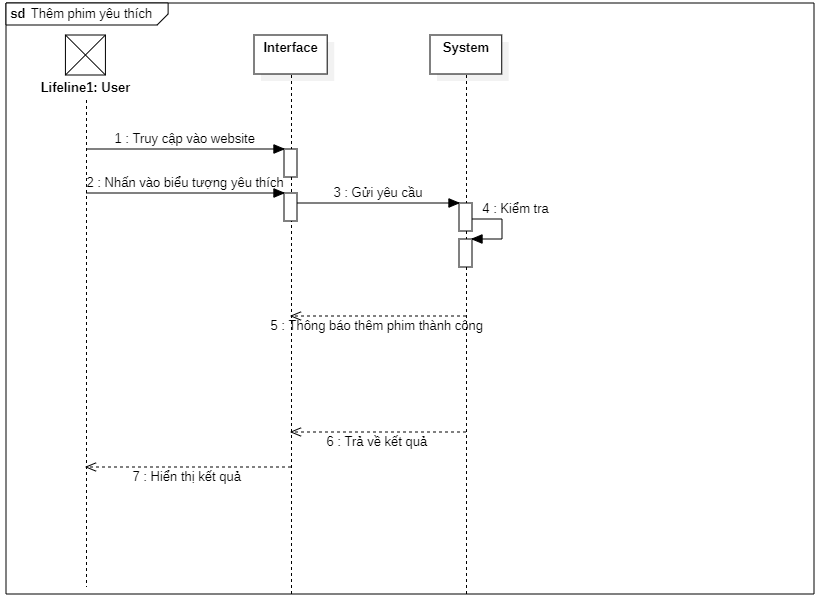 sd Thêm phim yêu thích
Interface
System
Lifeline1: User
1 : Truy cập vào website
2 : Nhấn vào biểu tượng yêu thích
3 : Gửi yêu cầu
4 : Kiểm tra
5 : Thông báo thêm phim thành công
6 : Trả về kết quả
7 : Hiển thị kết quả